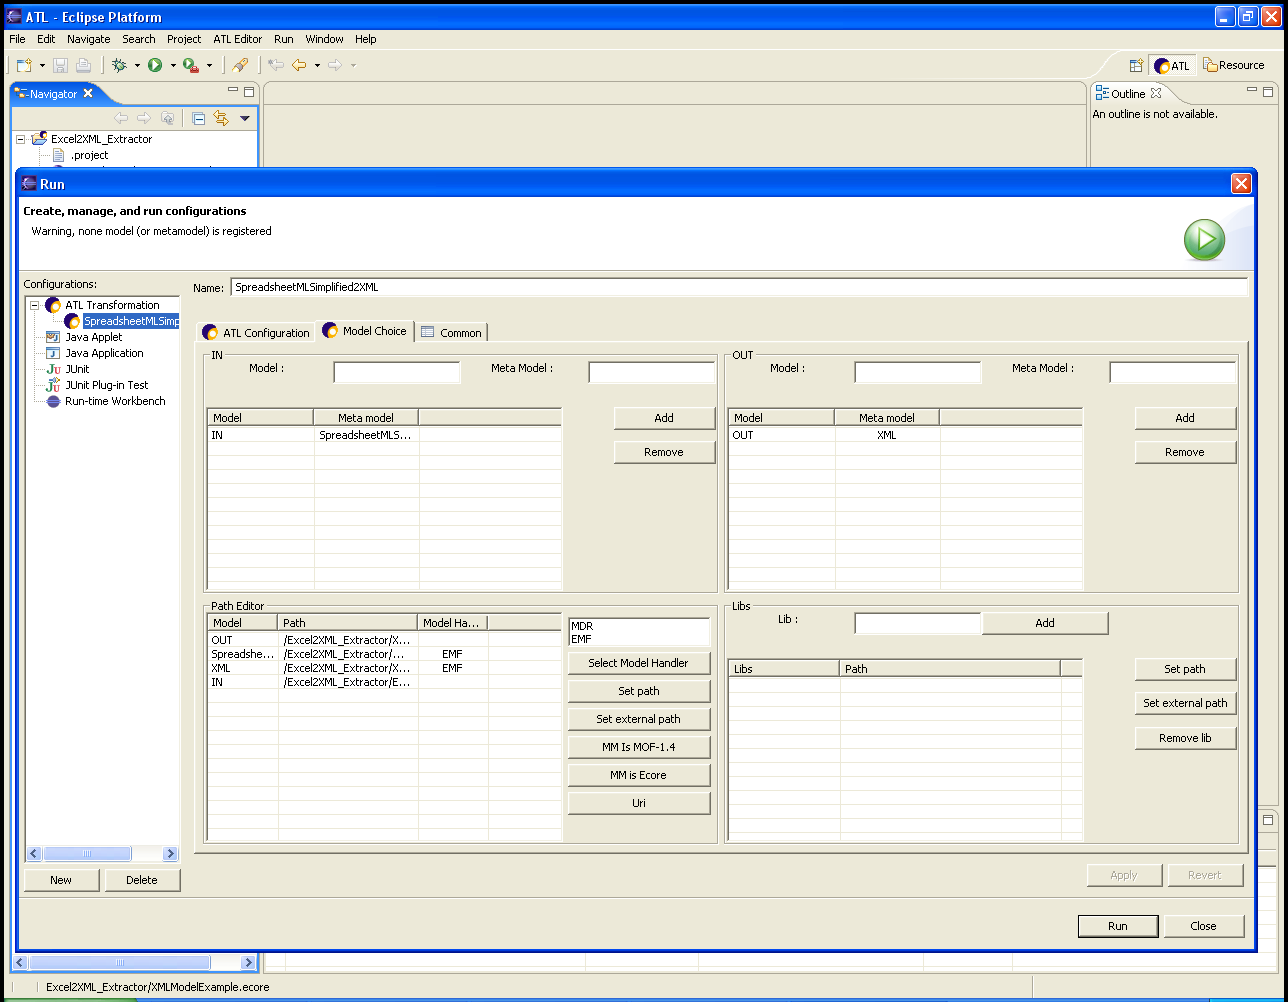 ATL - Eclipse Platform
File Edit Navigate Search Project ATL Editor Run Window Help
ATL Resource
Navigator
Outline
An outline is not available.
Excel2XML_Extractor
.project
Run
Create, manage, and run configurations
Warning, none model (or metamodel) is registered
Configurations:
ATL Transformation
SpreadsheetMLSimp
Java Applet
Java Application
JUnit
JUnit Plug-in Test
Run-time Workbench
New Delete
Name: SpreadsheetMLSimplified2XML
ATL Configuration Model Choice Common
IN
Model : Meta Model :
Model Meta model
IN SpreadsheetMLS...
Add
Remove
OUT
Model : Meta Model :
Model Meta model
OUT XML
Add
Remove
Path Editor
Model Path Model Ha...
OUT /Excel2XML_Extractor/X...
Spreadshe... /Excel2XML_Extractor/... EMF
XML /Excel2XML_Extractor/X... EMF
IN /Excel2XML_Extractor/E...
MDR
EMF
Select Model Handler
Set path
Set external path
MM Is MOF-1.4
MM is Ecore
Uri
Libs
Lib : Add
Libs Path
Set path
Set external path
Remove lib
Apply Revert
Run Close
Excel2XML_Extractor/XMLModelExample.ecore